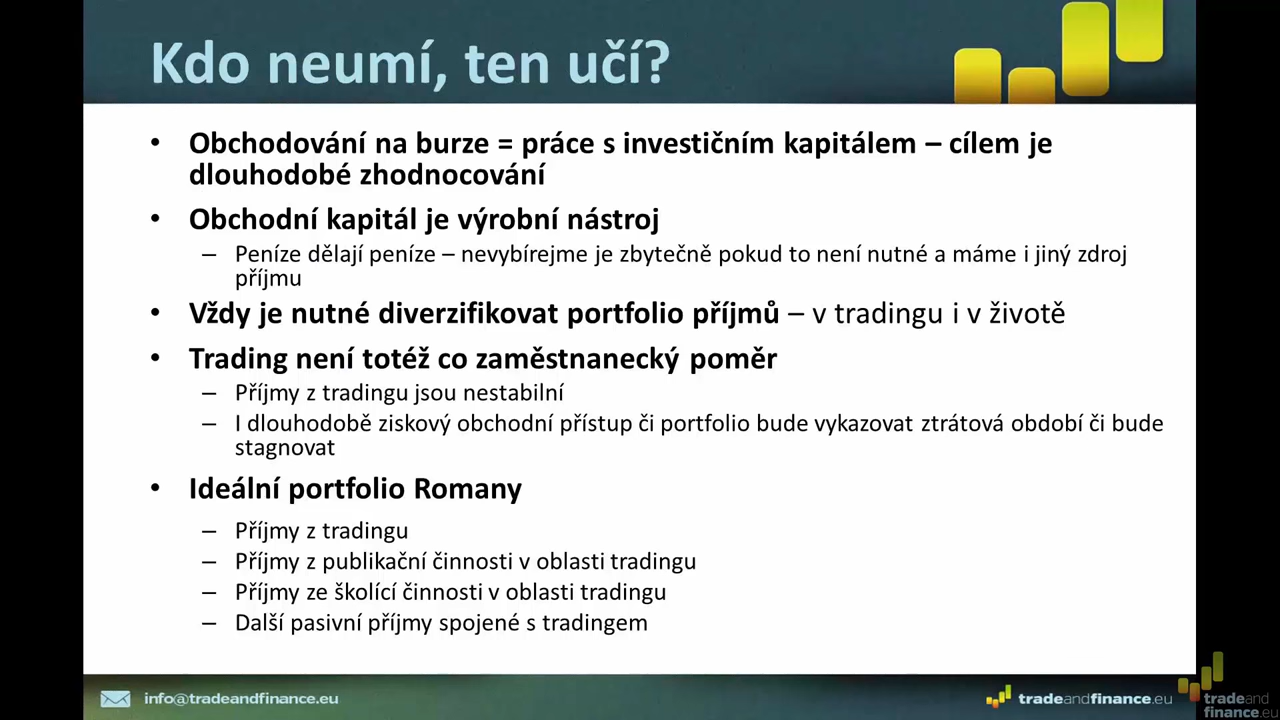 Kdo neumí, ten učí?
• Obchodování na burze = práce s investičním kapitálem – cílem je
dlouhodobé zhodnocování
• Obchodní kapitál je výrobní nástroj
– Peníze dělají peníze – nevybírejme je zbytečně pokud to není nutné a máme i jiný zdroj
příjmu
• Vždy je nutné diverzifikovat portfolio příjmů – v tradingu i v životě
• Trading není totéž co zaměstnanecký poměr
– Příjmy z tradingu jsou nestabilní
– I dlouhodobě ziskový obchodní přístup či portfolio bude vykazovat ztrátová období či bude
stagnovat
• Ideální portfolio Romany
– Příjmy z tradingu
– Příjmy z publikační činnosti v oblasti tradingu
– Příjmy ze školící činnosti v oblasti tradingu
– Další pasivní příjmy spojené s tradingem
info@tradeandfinance.eu
tradeandfinance.eu
tradeand
finance.eu